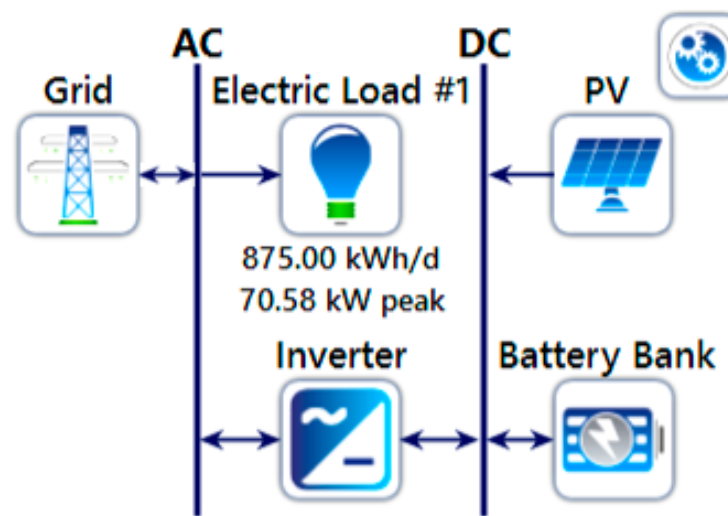 AC
DC
Grid
Electric Load #1
PV
875.00 kWh/d
70.58 kW peak
Inverter
Battery Bank